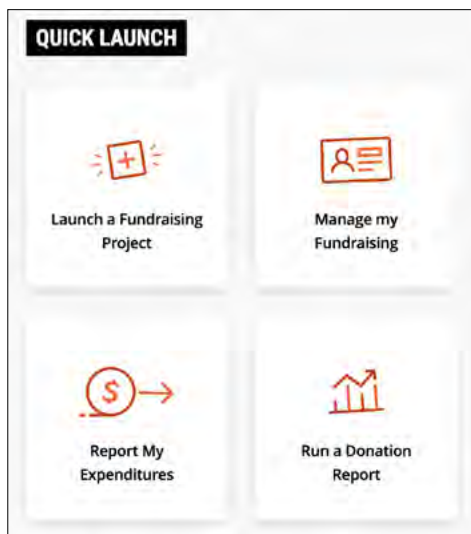 QUICK LAUNCH
Launch a Fundraising
Project
Manage my
Fundraising
$
Report My
Expenditures
Run a Donation
Report